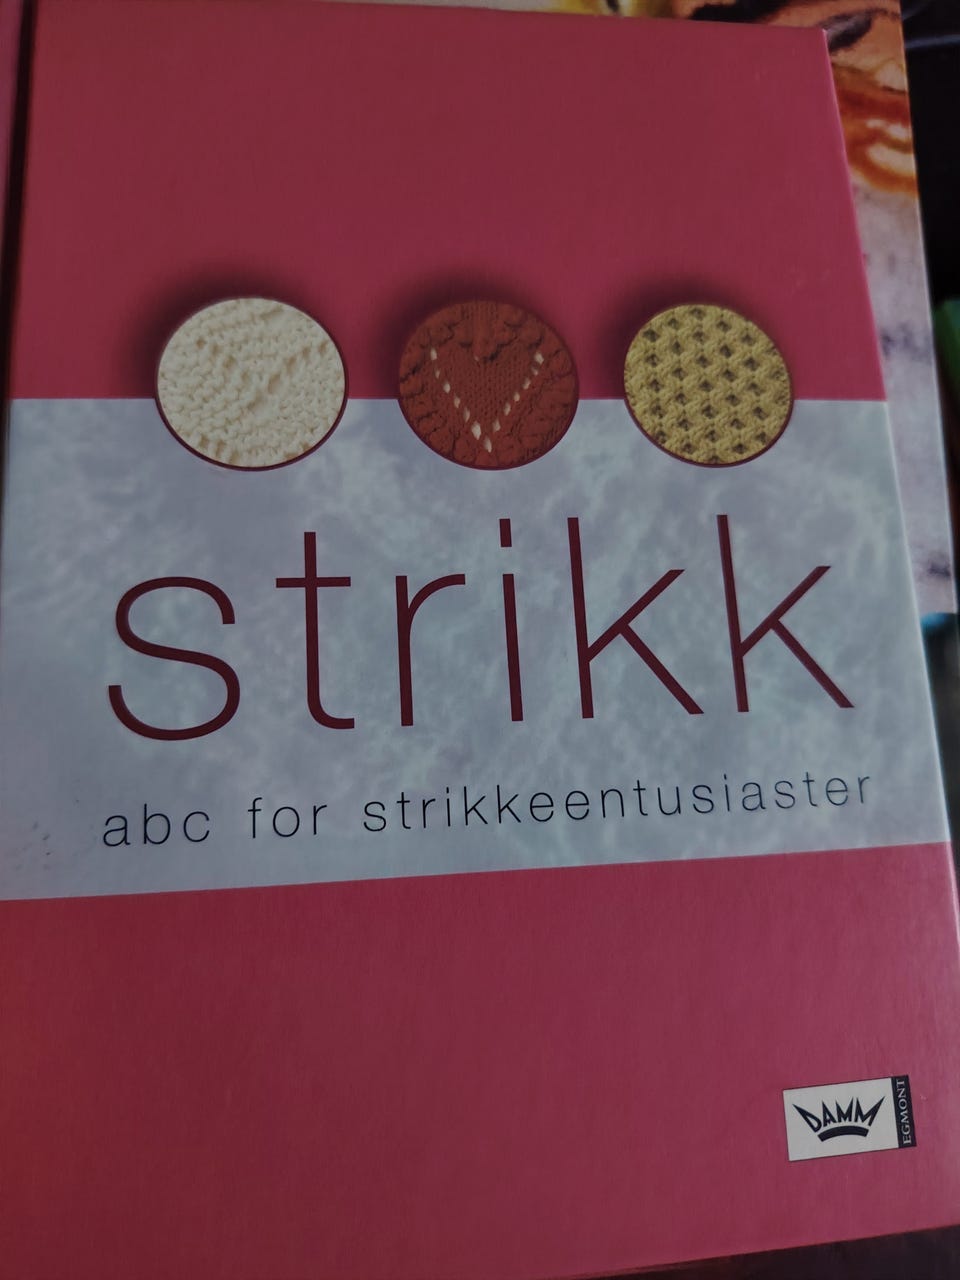 strikk
abc for strikkeentusiaster
DAMM
EGMONT